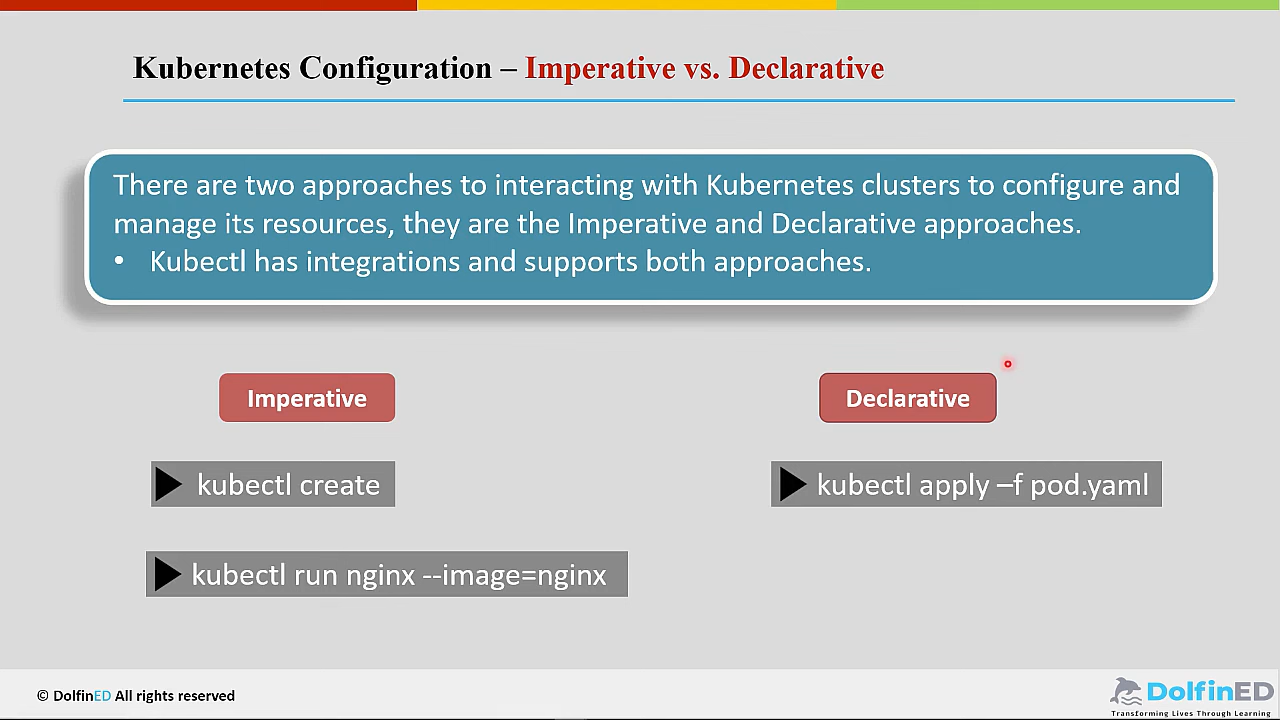 Kubernetes Configuration – Imperative vs. Declarative
There are two approaches to interacting with Kubernetes clusters to configure and
manage its resources, they are the Imperative and Declarative approaches.
• Kubectl has integrations and supports both approaches.
Imperative
Declarative
kubectl create
kubectl apply –f pod.yaml
kubectl run nginx --image=nginx
© DolfinED All rights reserved
DolfinED
Transforming Lives Through Learning